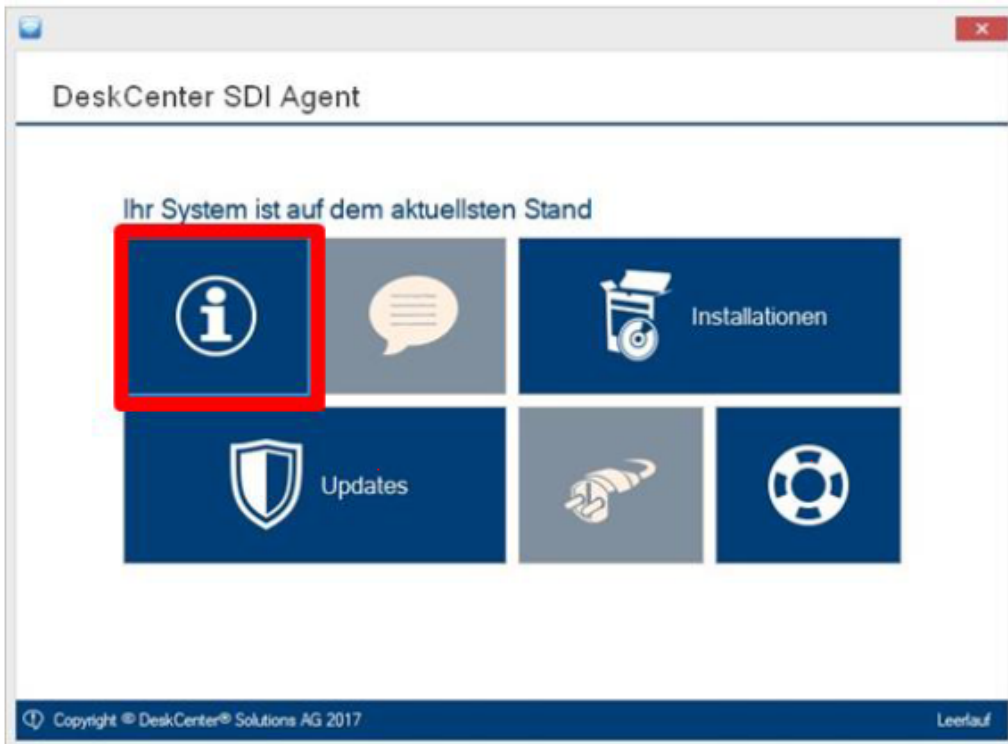 DeskCenter SDI Agent
Ihr System ist auf dem aktuellsten Stand
Installationen
Updates
Copyright © DeskCenter® Solutions AG 2017
Leerlauf